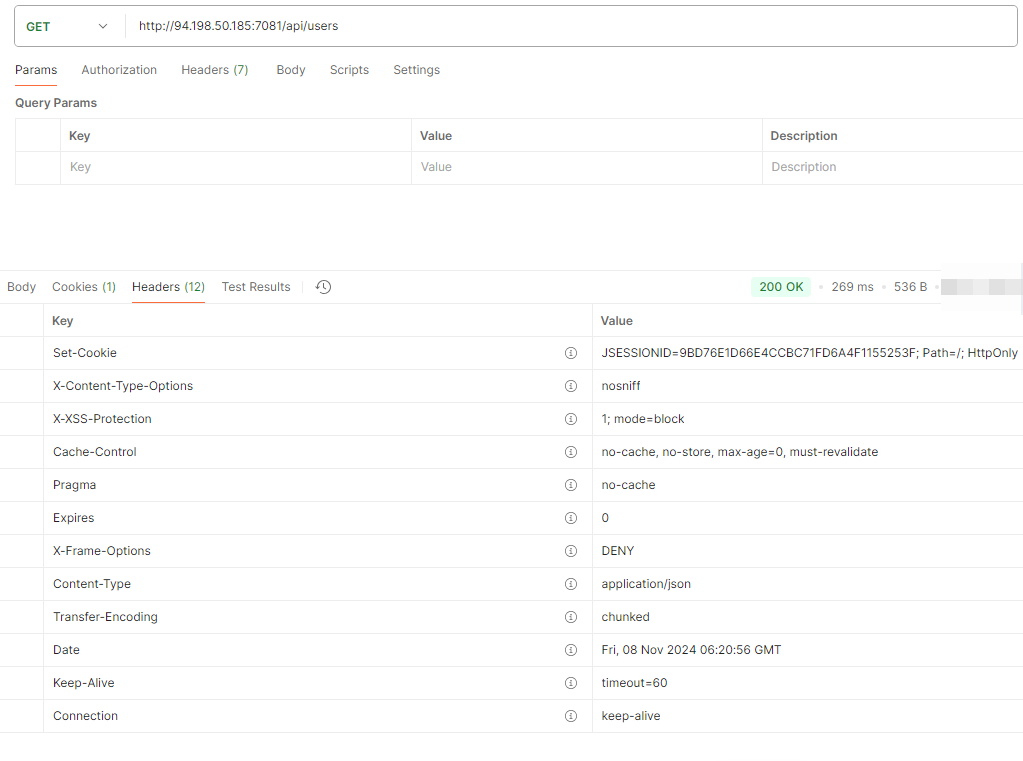 GET http://94.198.50.185:7081/api/users
Params Authorization Headers (7) Body Scripts Settings
Query Params
Key Value Description
Key Value Description
Body Cookies (1) Headers (12) Test Results 200 OK 269 ms 536 B
Key Value
Set-Cookie JSESSIONID=9BD76E1D66E4CCBC71FD6A4F1155253F; Path=/; HttpOnly
X-Content-Type-Options nosniff
X-XSS-Protection 1; mode=block
Cache-Control no-cache, no-store, max-age=0, must-revalidate
Pragma no-cache
Expires 0
X-Frame-Options DENY
Content-Type application/json
Transfer-Encoding chunked
Date Fri, 08 Nov 2024 06:20:56 GMT
Keep-Alive timeout=60
Connection keep-alive